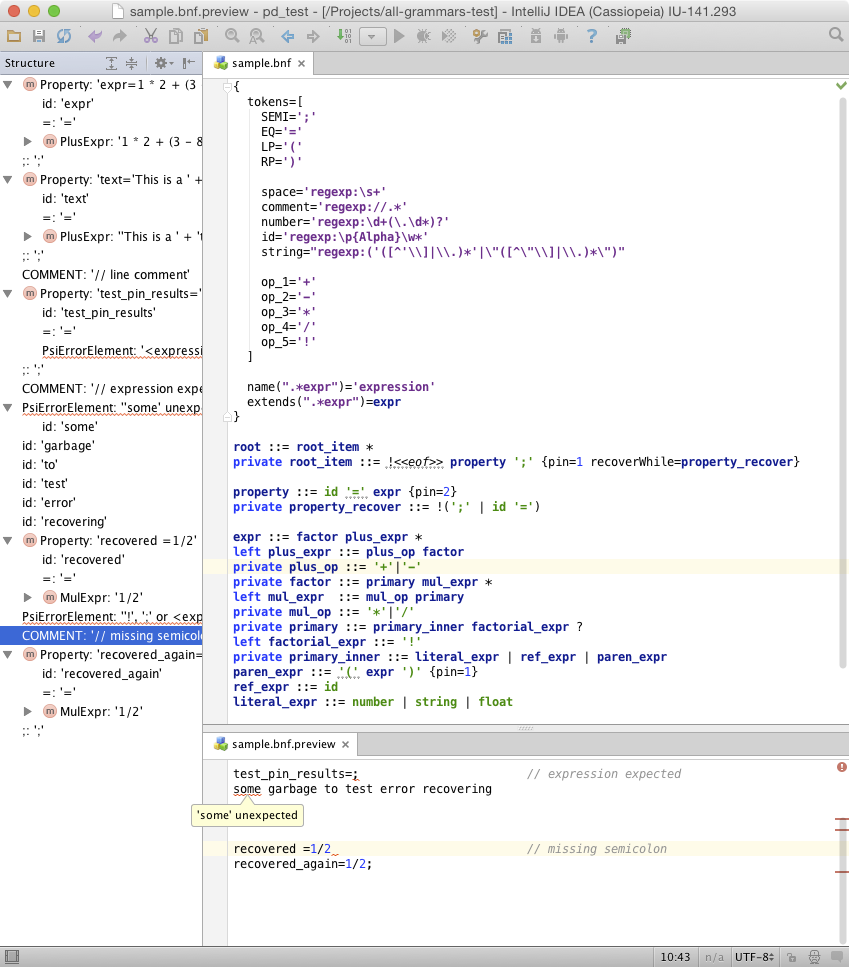 sample.bnf.preview - pd_test - [/Projects/all-grammars-test] - IntelliJ IDEA (Cassiopeia) IU-141.293
Structure
Property: 'expr=1 * 2 + (3
id: 'expr'
=: '='
PlusExpr: '1 * 2 + (3 - 8
;: ';'
Property: 'text='This is a ' +
id: 'text'
=: '='
PlusExpr: ''This is a ' + 't
;: ';'
COMMENT: '// line comment'
Property: 'test_pin_results='
id: 'test_pin_results'
=: '='
PsiErrorElement: '<expressi
;: ';'
COMMENT: '// expression expe
PsiErrorElement: ''some' unexp
id: 'some'
id: 'garbage'
id: 'to'
id: 'test'
id: 'error'
id: 'recovering'
Property: 'recovered =1/2'
id: 'recovered'
=: '='
MulExpr: '1/2'
PsiErrorElement: ''!', ';' or <exp
COMMENT: '// missing semicolo
Property: 'recovered_again=
id: 'recovered_again'
=: '='
MulExpr: '1/2'
;: ';'
sample.bnf
{
tokens=[
SEMI=';'
EQ='='
LP='('
RP=')'
space='regexp:\s+'
comment='regexp://.*'
number='regexp:\d+(\.\d*)?'
id='regexp:\p{Alpha}\w*'
string="regexp:('([^'\\]|\\.)*'|\"([^\"\\]|\\.)*\")"
op_1='+'
op_2='-'
op_3='*'
op_4='/'
op_5='!'
]
name(".*expr")='expression'
extends(".*expr")=expr
}
root ::= root_item *
private root_item ::= !<<eof>> property ';' {pin=1 recoverWhile=property_recover}
property ::= id '=' expr {pin=2}
private property_recover ::= !(';' | id '=')
expr ::= factor plus_expr *
left plus_expr ::= plus_op factor
private plus_op ::= '+'|'-'
private factor ::= primary mul_expr *
left mul_expr  ::= mul_op primary
private mul_op ::= '*'|'/'
private primary ::= primary_inner factorial_expr ?
left factorial_expr ::= '!'
private primary_inner ::= literal_expr | ref_expr | paren_expr
paren_expr ::= '(' expr ')' {pin=1}
ref_expr ::= id
literal_expr ::= number | string | float
sample.bnf.preview
test_pin_results=; // expression expected
some garbage to test error recovering
'some' unexpected
recovered =1/2 // missing semicolon
recovered_again=1/2;
10:43 n/a UTF-8